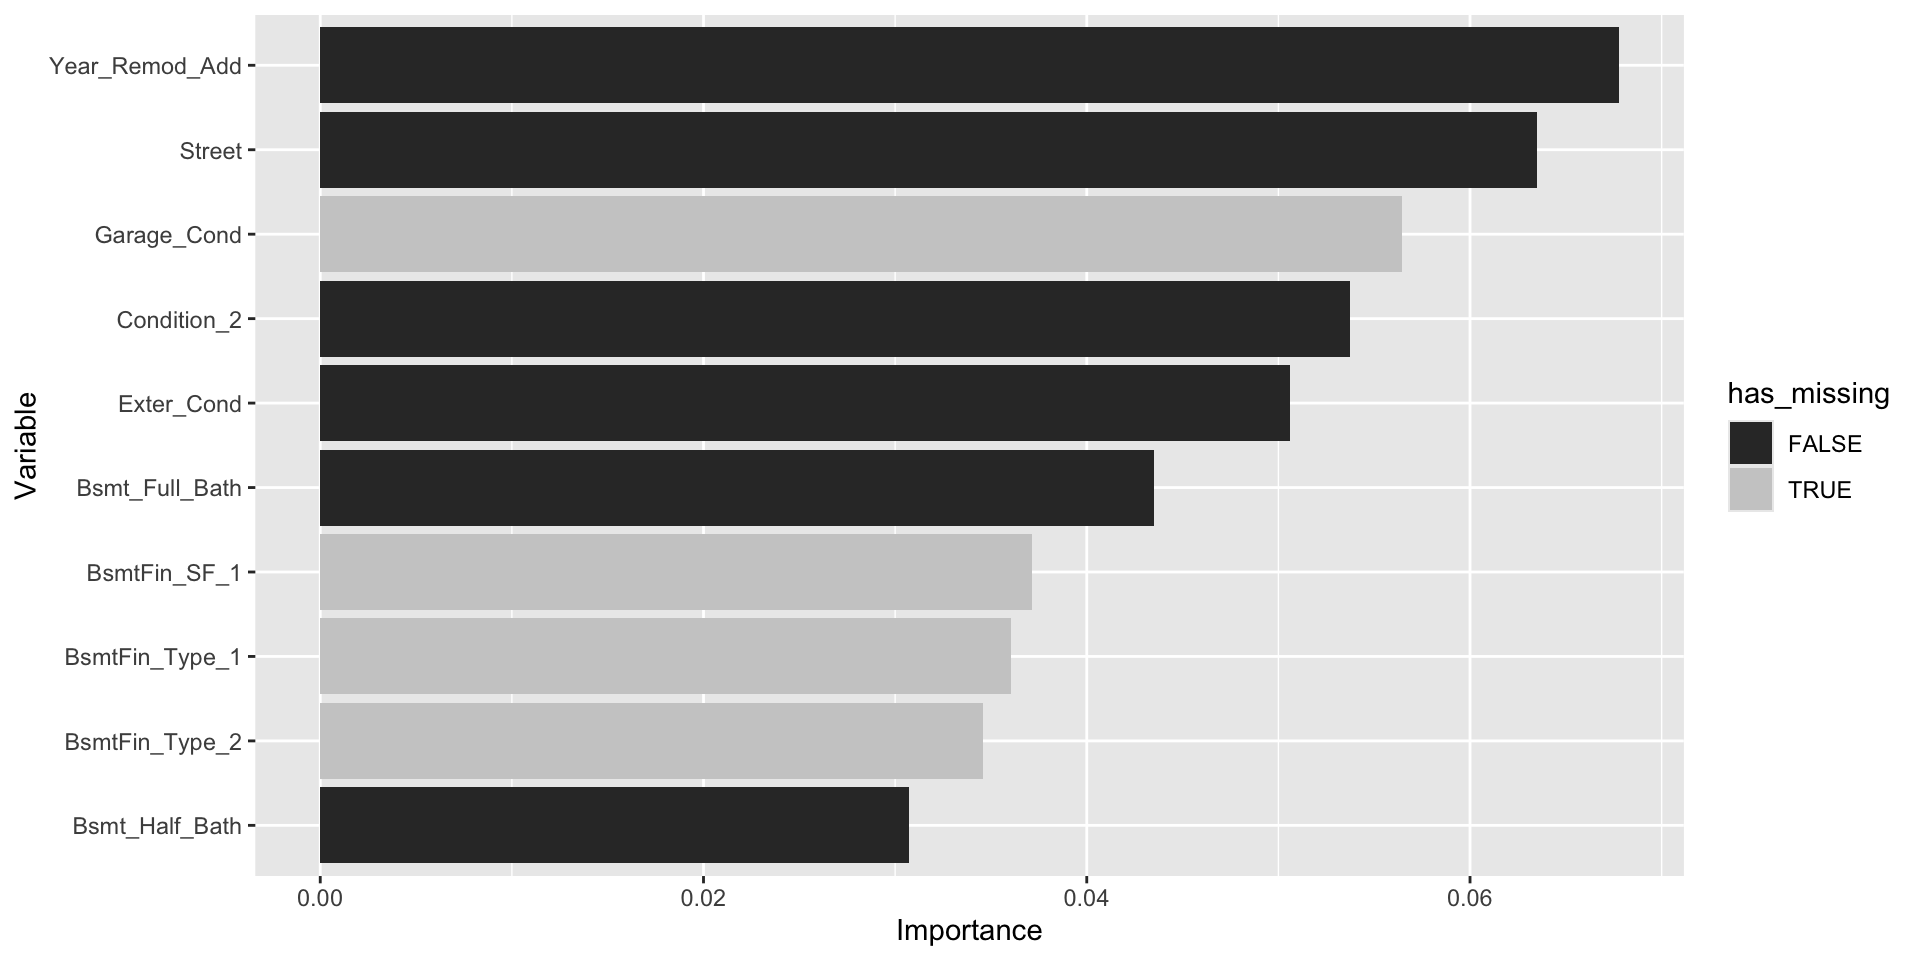 Variable
Year_Remod_Add
Street
Garage_Cond
Condition_2
Exter_Cond
Bsmt_Full_Bath
BsmtFin_SF_1
BsmtFin_Type_1
BsmtFin_Type_2
Bsmt_Half_Bath
0.00 0.02 0.04 0.06
Importance
has_missing
FALSE
TRUE